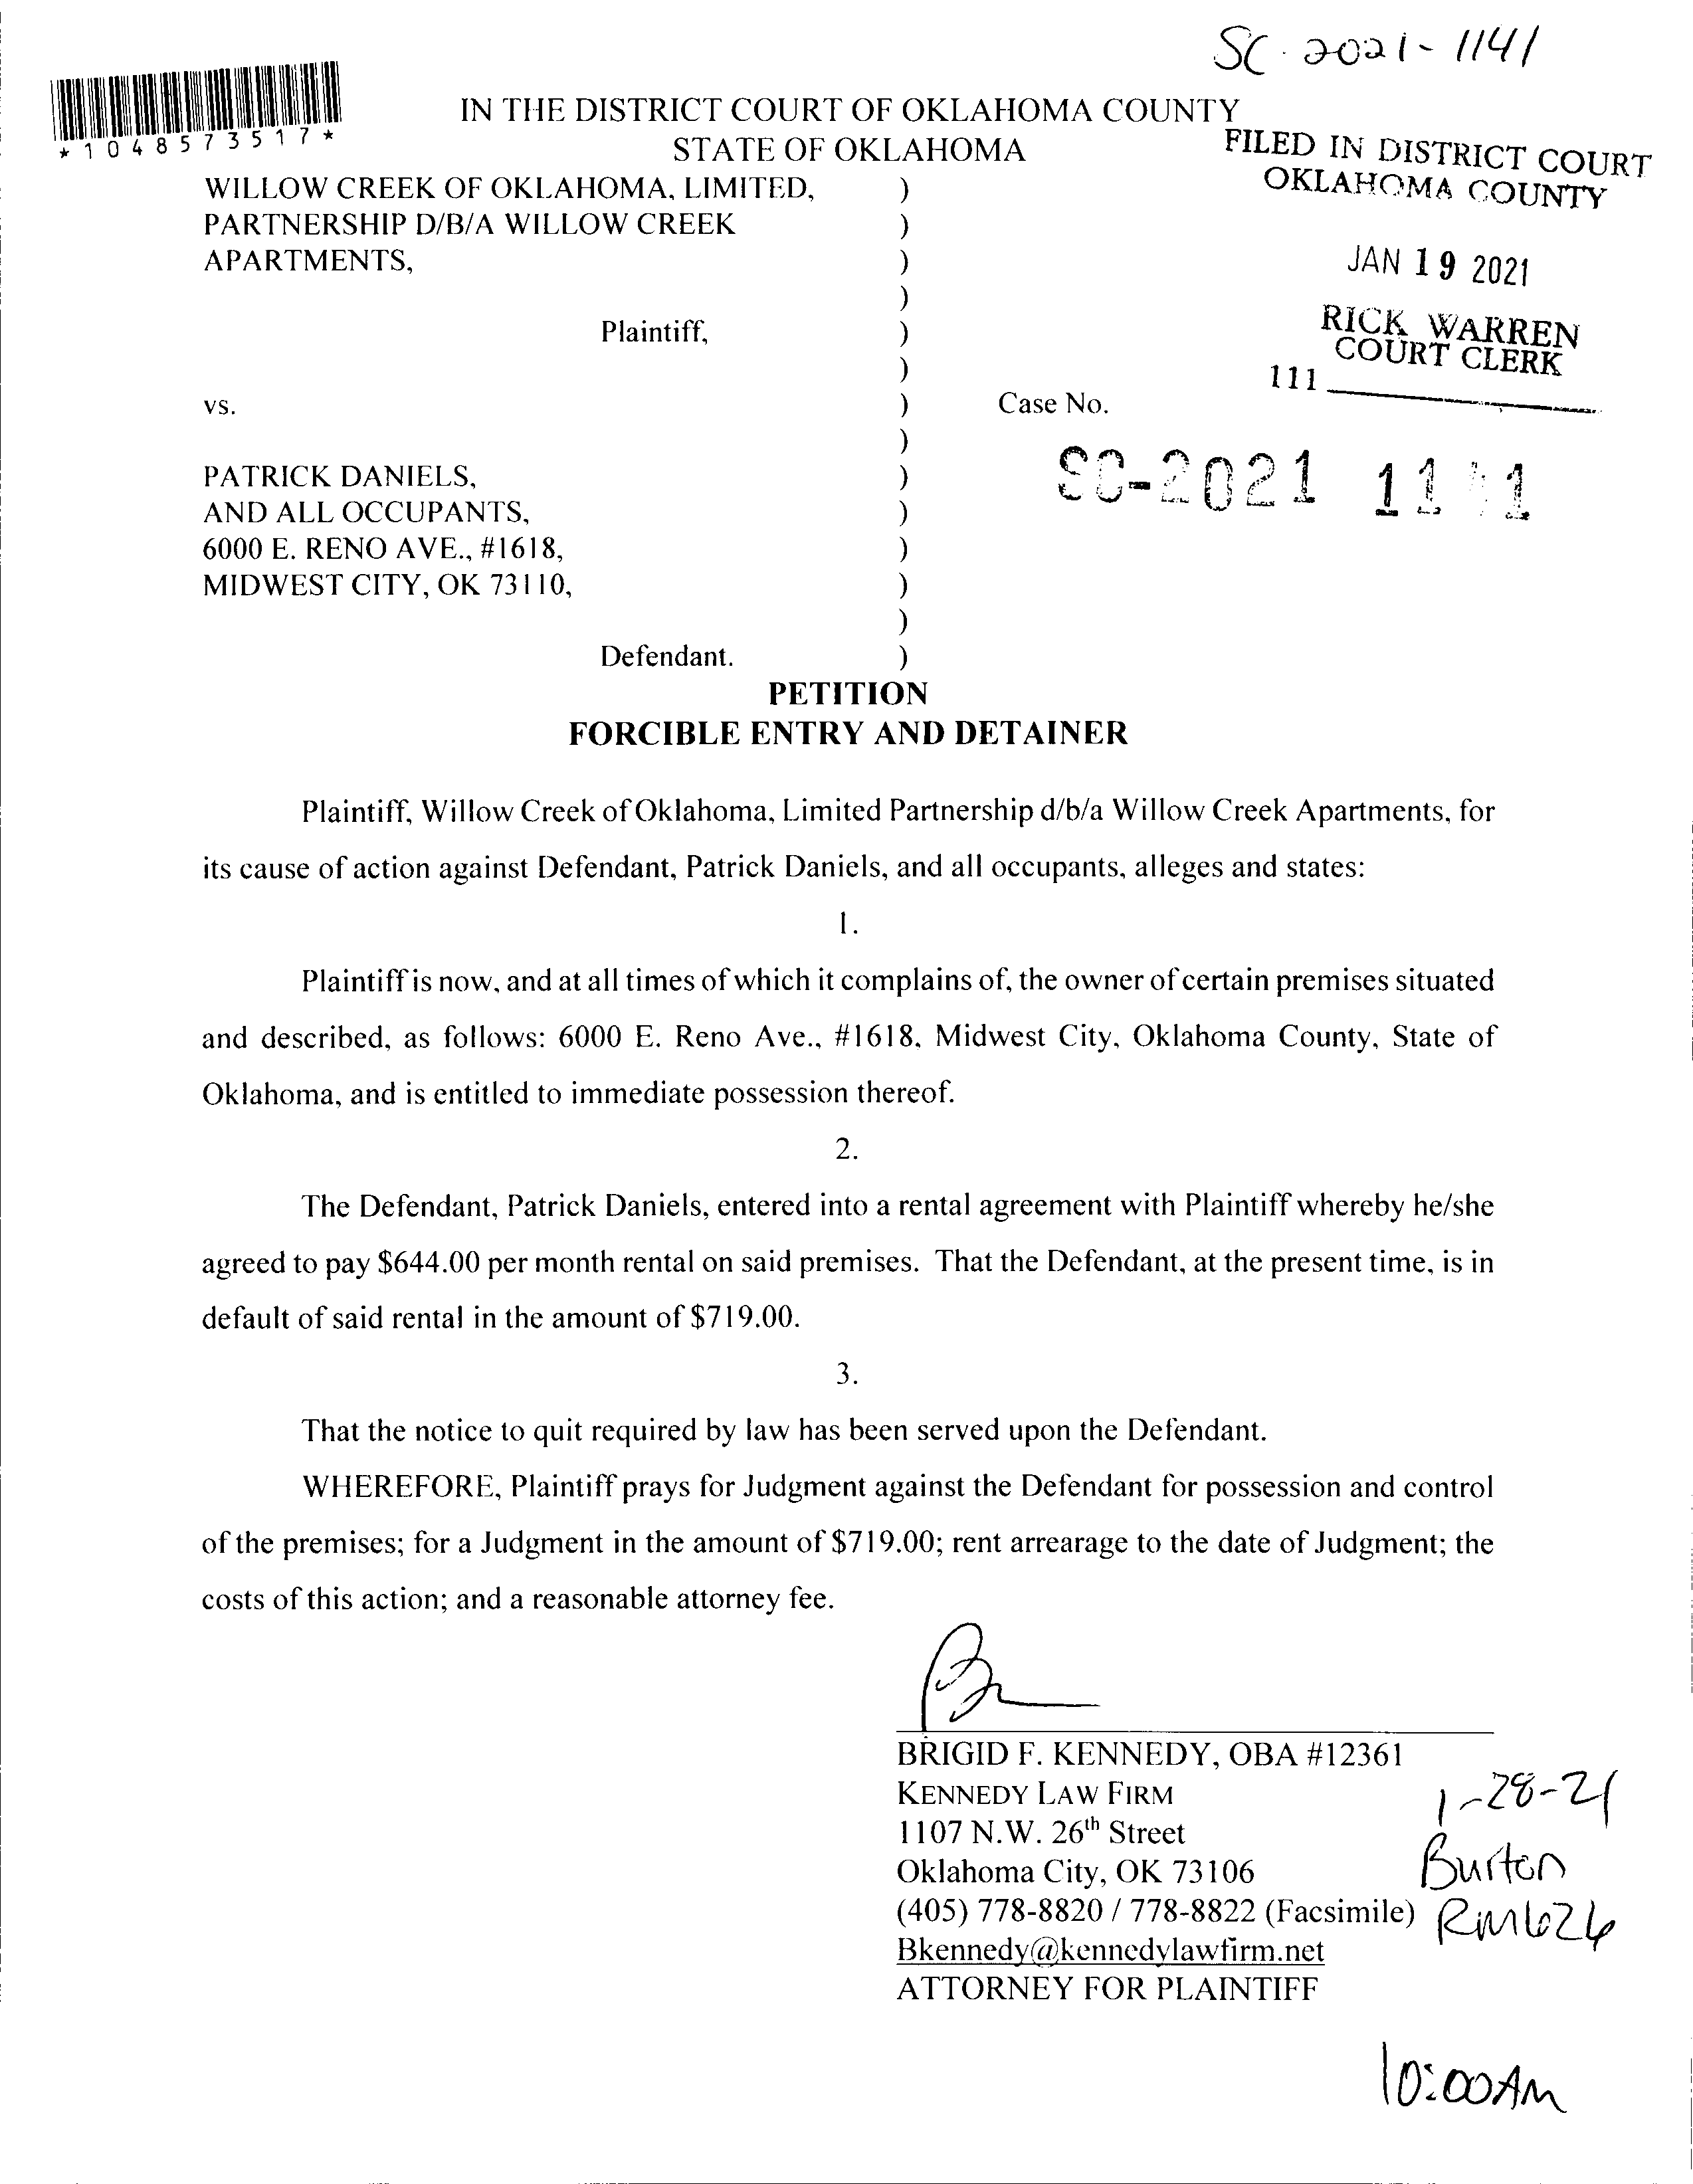 SC-2021-1141
*1048573517*
IN THE DISTRICT COURT OF OKLAHOMA COUNTY
STATE OF OKLAHOMA
FILED IN DISTRICT COURT
OKLAHOMA COUNTY
JAN 19 2021
RICK WARREN
COURT CLERK
111
WILLOW CREEK OF OKLAHOMA, LIMITED, )
PARTNERSHIP D/B/A WILLOW CREEK )
APARTMENTS, )
)
Plaintiff, )
)
vs. ) Case No.
)
SC-2021 11 1
PATRICK DANIELS, )
AND ALL OCCUPANTS, )
6000 E. RENO AVE., #1618, )
MIDWEST CITY, OK 73110, )
)
Defendant. )
PETITION
FORCIBLE ENTRY AND DETAINER
Plaintiff, Willow Creek of Oklahoma, Limited Partnership d/b/a Willow Creek Apartments, for
its cause of action against Defendant, Patrick Daniels, and all occupants, alleges and states:
1.
Plaintiff is now, and at all times of which it complains of, the owner of certain premises situated
and described, as follows: 6000 E. Reno Ave., #1618, Midwest City, Oklahoma County, State of
Oklahoma, and is entitled to immediate possession thereof.
2.
The Defendant, Patrick Daniels, entered into a rental agreement with Plaintiff whereby he/she
agreed to pay $644.00 per month rental on said premises. That the Defendant, at the present time, is in
default of said rental in the amount of $719.00.
3.
That the notice to quit required by law has been served upon the Defendant.
WHEREFORE, Plaintiff prays for Judgment against the Defendant for possession and control
of the premises; for a Judgment in the amount of $719.00; rent arrearage to the date of Judgment; the
costs of this action; and a reasonable attorney fee.
BRIGID F. KENNEDY, OBA #12361
KENNEDY LAW FIRM
1107 N.W. 26th Street
Oklahoma City, OK 73106
(405) 778-8820 / 778-8822 (Facsimile)
Bkennedy@kennedylawfirm.net
ATTORNEY FOR PLAINTIFF
1-28-21
Burton
RM 626
10:00AM